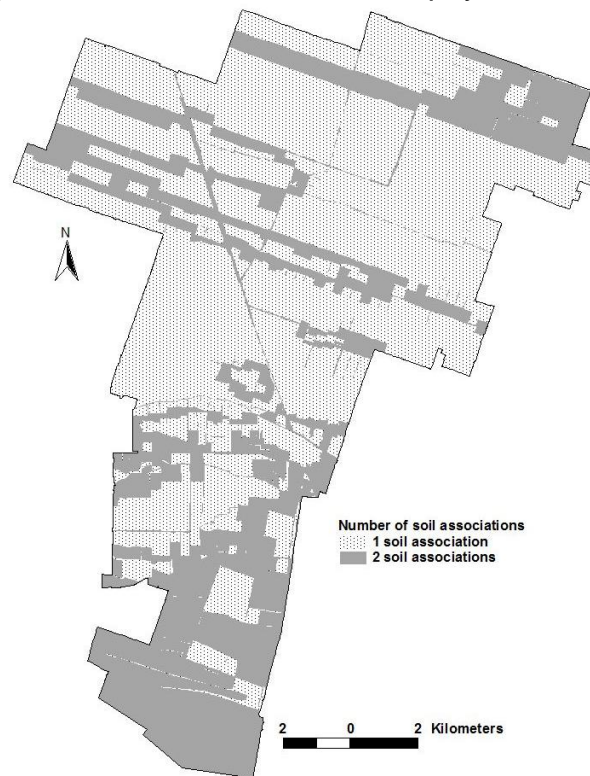 N
Number of soil associations
1 soil association
2 soil associations
2 0 2 Kilometers